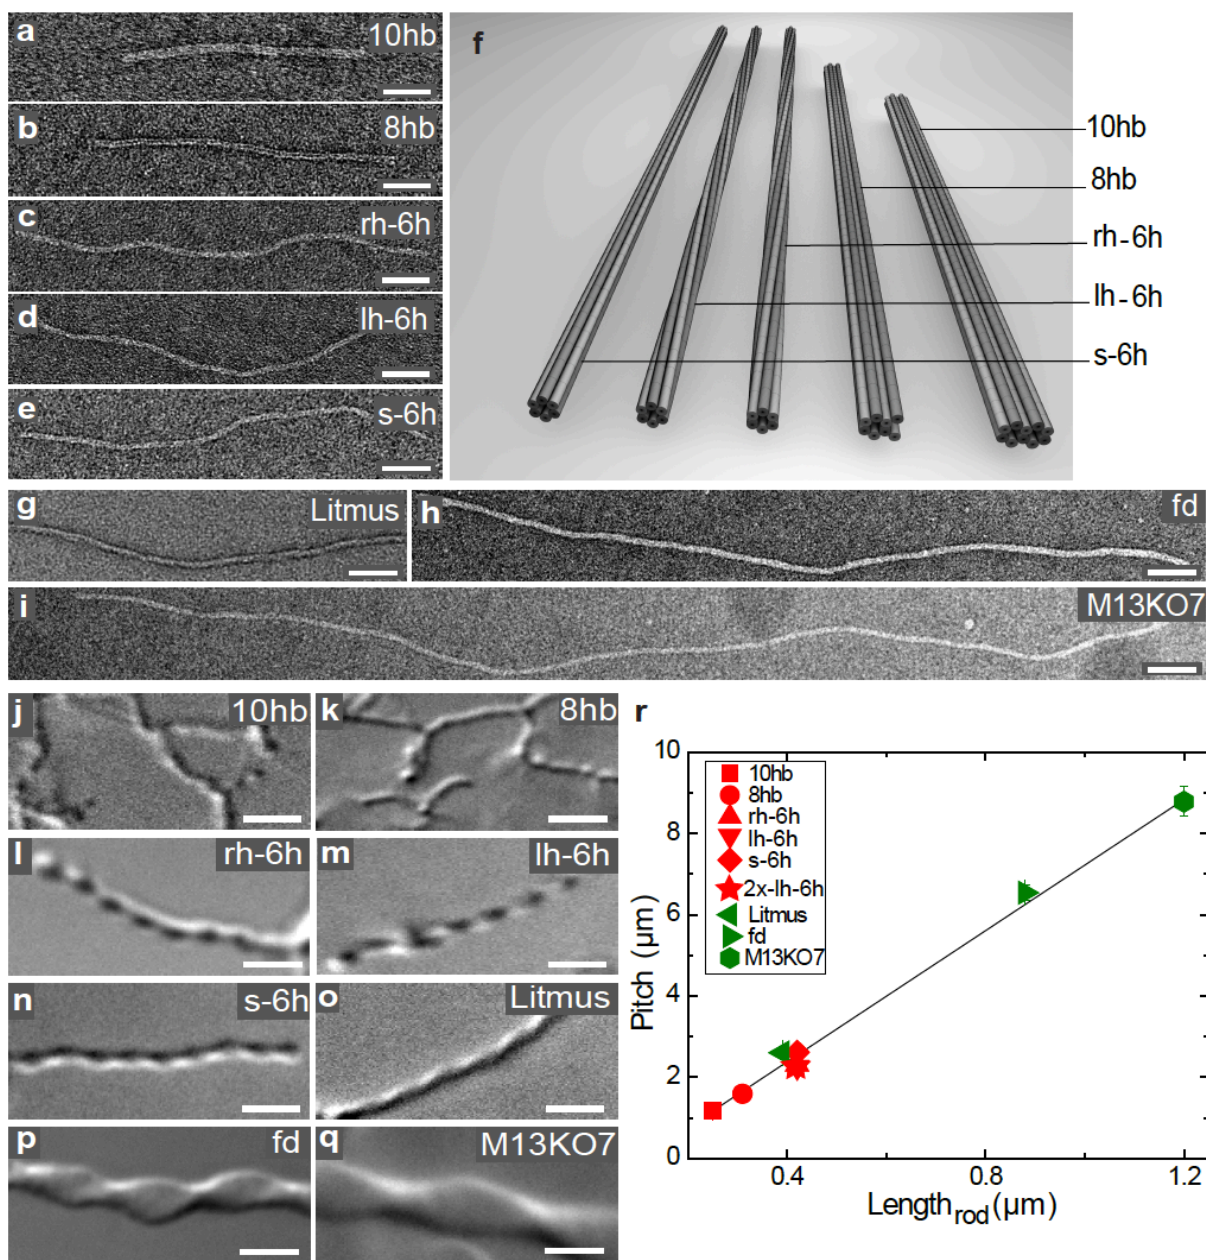 a 10hb
b 8hb
c rh-6h
d lh-6h
e s-6h
f
10hb
8hb
rh-6h
lh-6h
s-6h
g Litmus
h fd
i M13KO7
j 10hb
k 8hb
l rh-6h
m lh-6h
n s-6h
o Litmus
p fd
q M13KO7
r
10
8
6
4
2
0
Pitch (μm)
10hb
8hb
rh-6h
lh-6h
s-6h
2x-lh-6h
Litmus
fd
M13KO7
0.4 0.8 1.2
Length rod (μm)